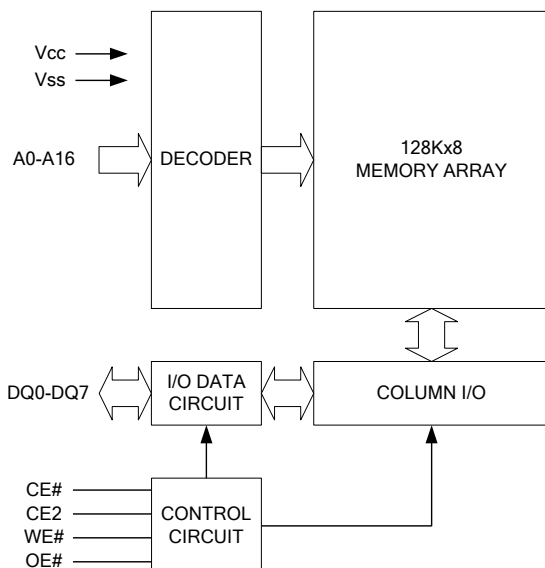 Vcc
Vss
A0-A16
DECODER
128Kx8
MEMORY ARRAY
DQ0-DQ7
I/O DATA
CIRCUIT
COLUMN I/O
CE#
CE2
WE#
OE#
CONTROL
CIRCUIT